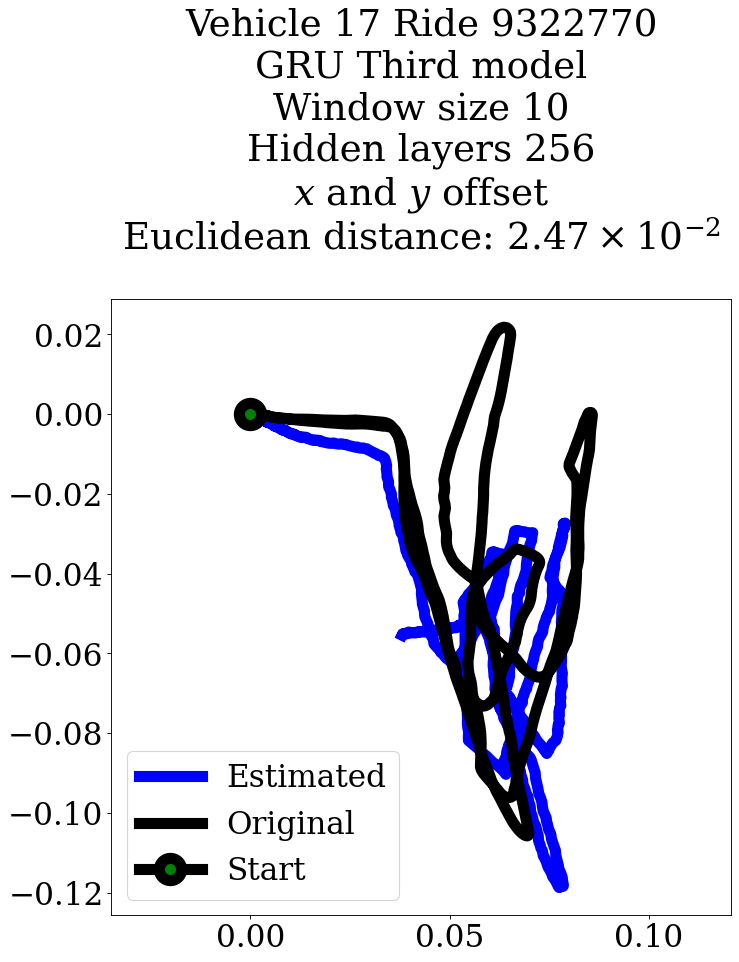 Vehicle 17 Ride 9322770
GRU Third model
Window size 10
Hidden layers 256
x and y offset
Euclidean distance: 2.47 × 10⁻²
0.02
0.00
−0.02
−0.04
−0.06
−0.08
−0.10
−0.12
Estimated
Original
Start
0.00 0.05 0.10